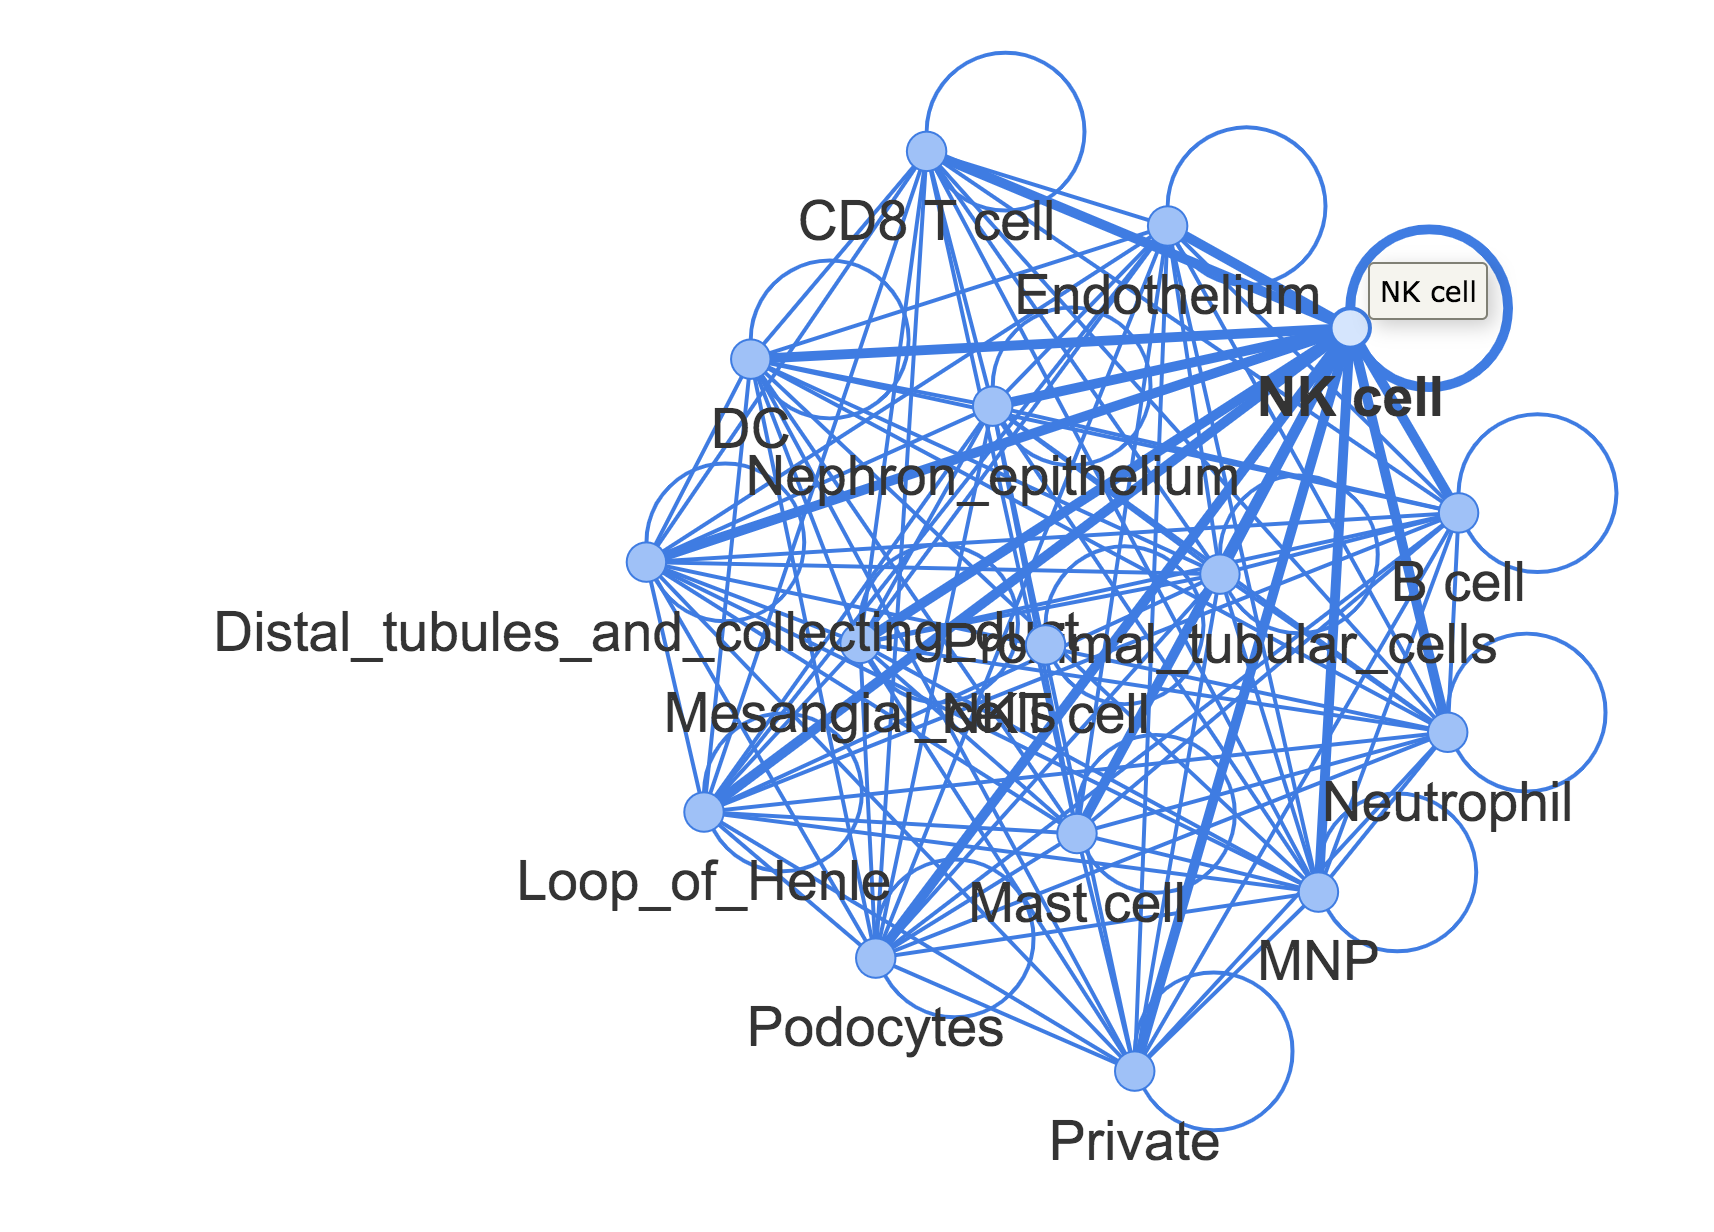 CD8 T cell
Endothelium
NK cell
NK cell
DC
Nephron_epithelium
B cell
Distal_tubules_and_collecting_duct
Proximal_tubular_cells
Mesangial_cells
NKT cell
Neutrophil
Loop_of_Henle
Mast cell
MNP
Podocytes
Private